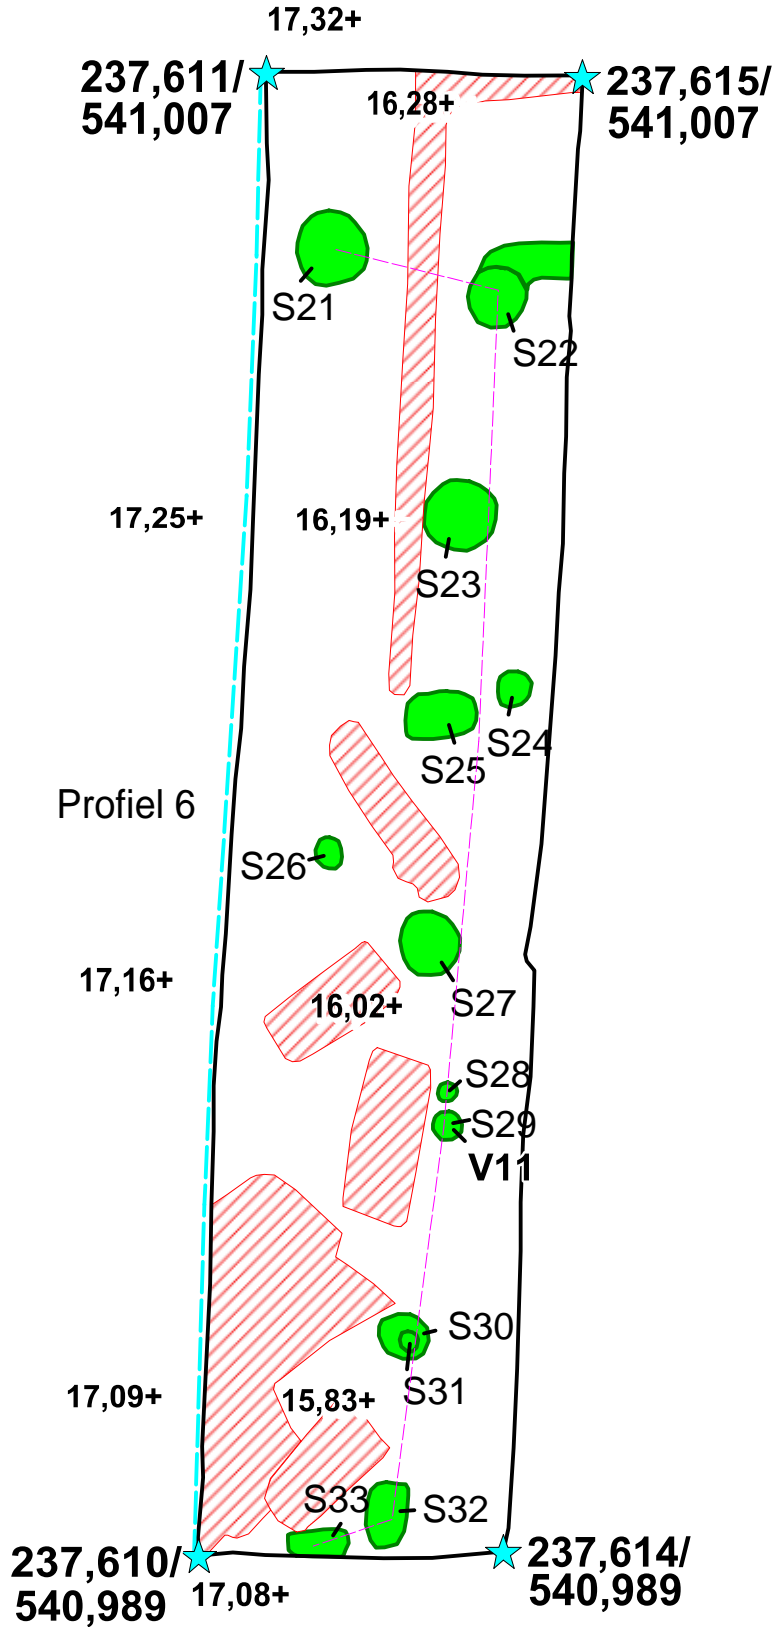 17,32+
237,611/
541,007
237,615/
541,007
16,28+
S21
S22
17,25+
16,19+
S23
S24
S25
Profiel 6
S26
17,16+
16,02+
S27
S28
S29
V11
S30
S31
17,09+
15,83+
S33
S32
237,610/
540,989
17,08+
237,614/
540,989